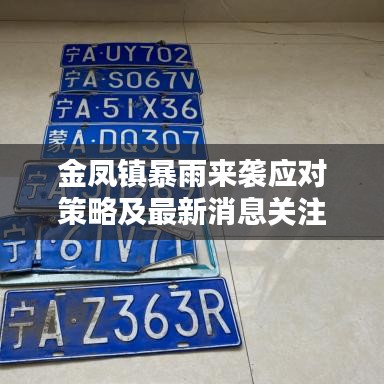 宁A·UY702
宁A·S067V
宁A·51X36
蒙A·DQ307
金凤镇暴雨来袭应对
策略及最新消息关注
宁A·Z363R